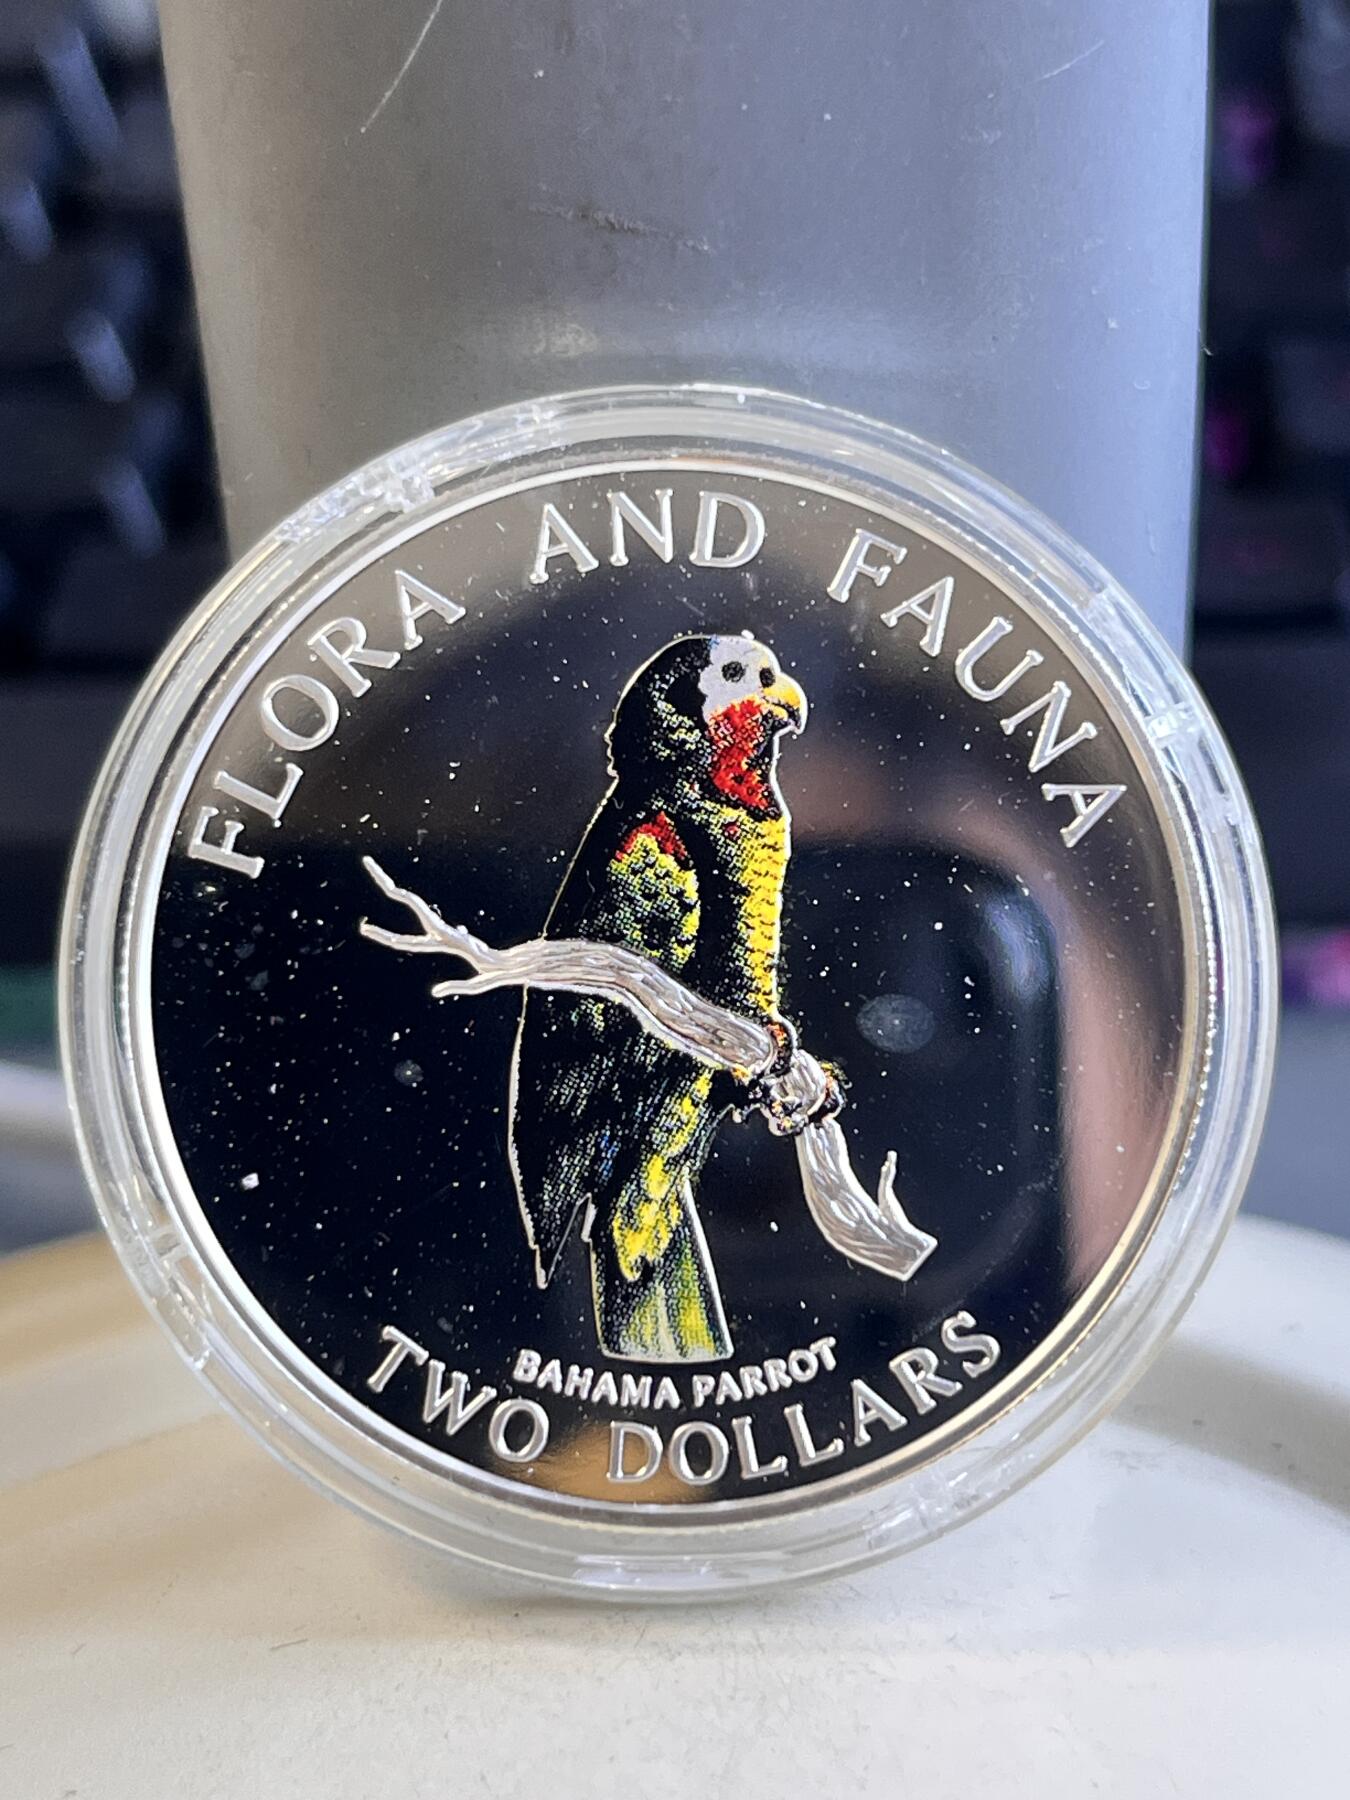 FLORA AND FAUNA
BAHAMA PARROT
TWO DOLLARS